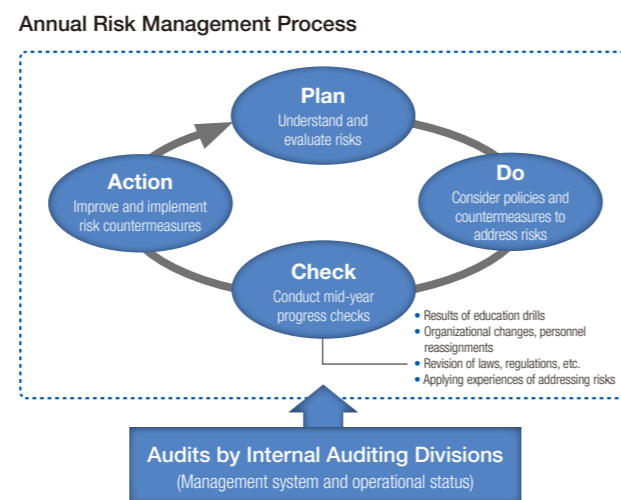 Annual Risk Management Process
Plan
Understand and
evaluate risks
Action
Improve and implement
risk countermeasures
Do
Consider policies and
countermeasures to
address risks
Check
Conduct mid-year
progress checks
• Results of education drills
• Organizational changes, personnel
reassignments
• Revision of laws, regulations, etc.
• Applying experiences of addressing risks
Audits by Internal Auditing Divisions
(Management system and operational status)